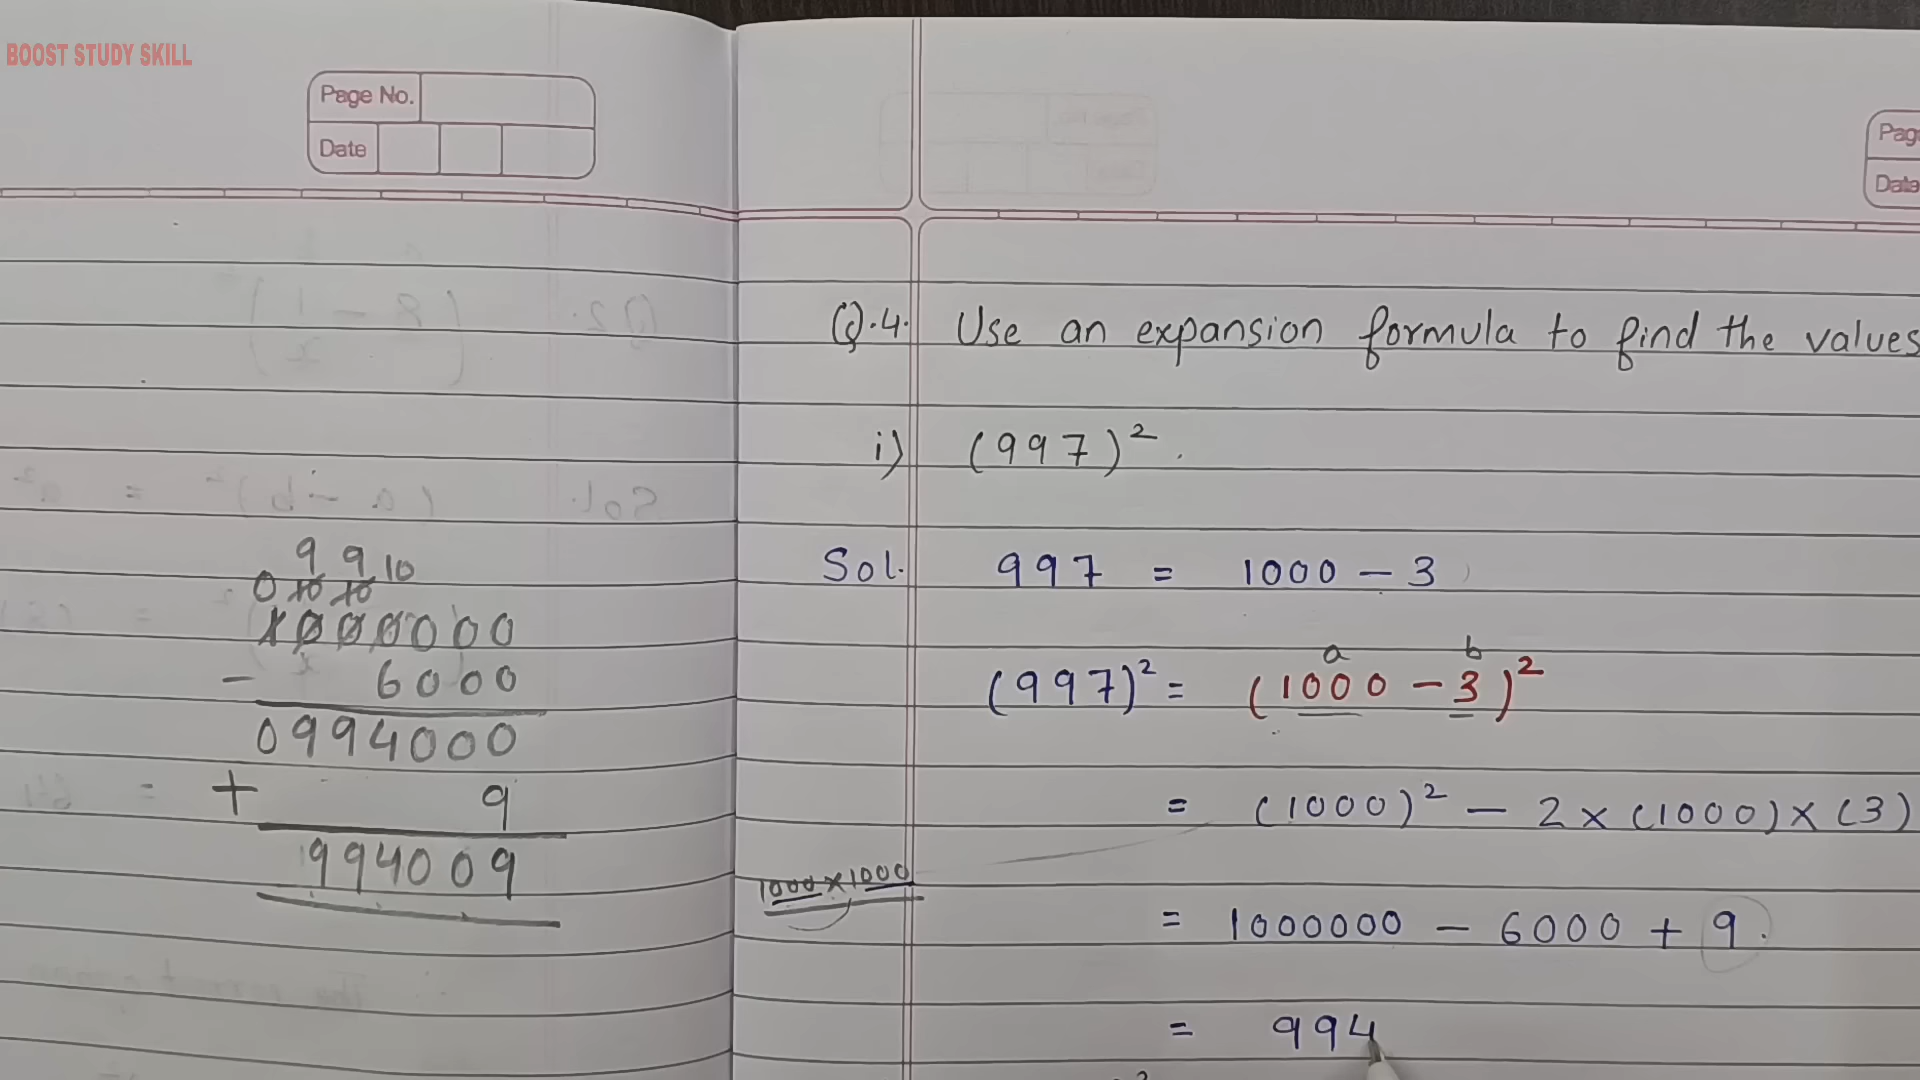 BOOST STUDY SKILL
Page No.
Date
9 9 10
0 10 10
1000000
- 6000
0994000
+ 9
994009
Pag
Data
Q.4. Use an expansion formula to find the values
i) (997)² .
Sol. 997 = 1000 - 3
a b
(997)² = (1000 - 3)²
= (1000)² - 2 × (1000) × (3)
1000×1000
= 1000000 - 6000 + 9.
= 994